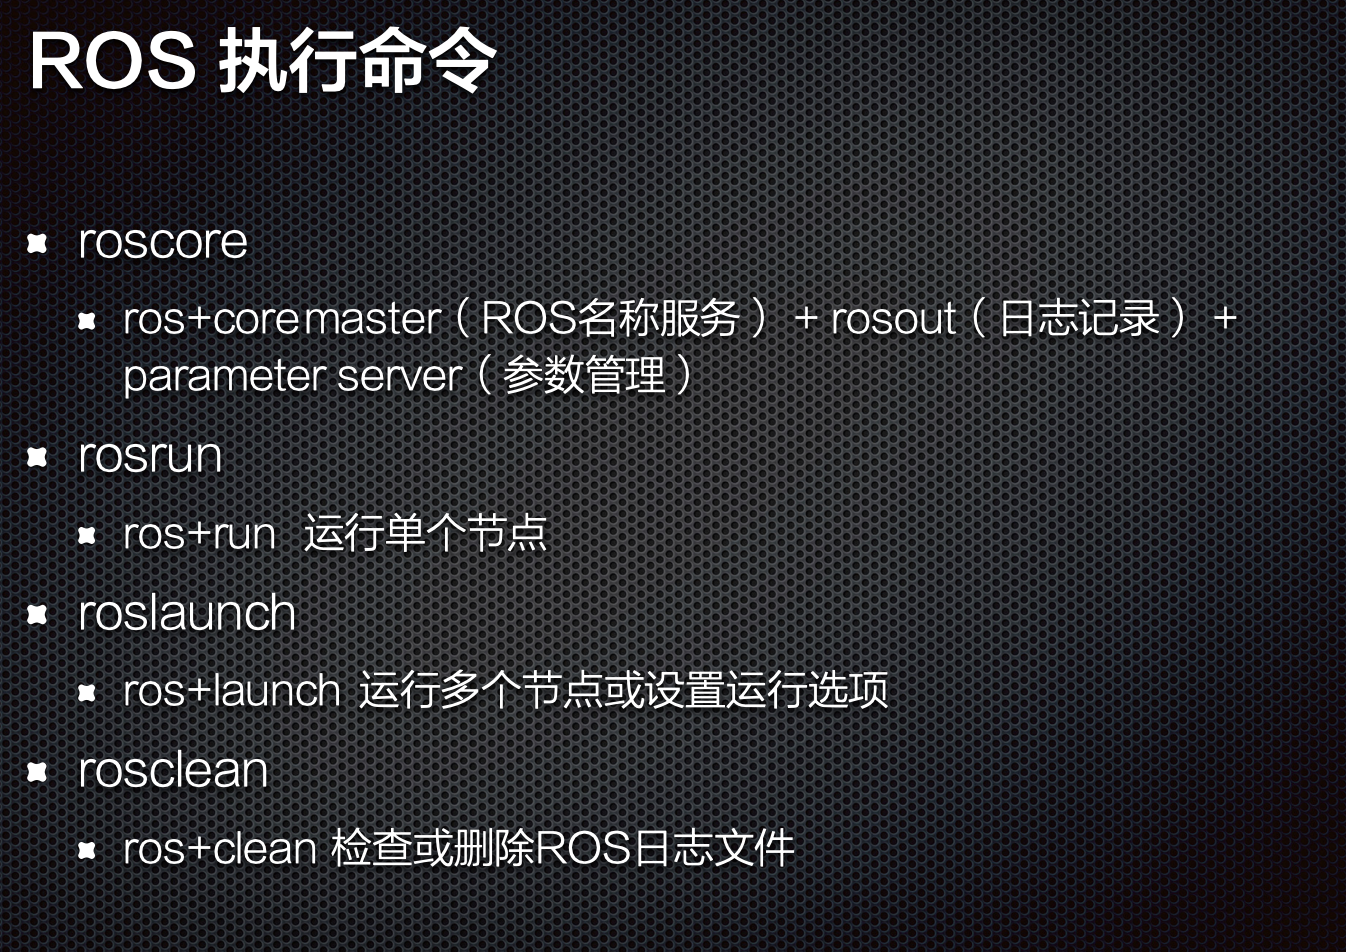 ROS 执行命令
roscore
ros+core master（ROS名称服务） + rosout（日志记录） +
parameter server（参数管理）
rosrun
ros+run 运行单个节点
roslaunch
ros+launch 运行多个节点或设置运行选项
rosclean
ros+clean 检查或删除ROS日志文件